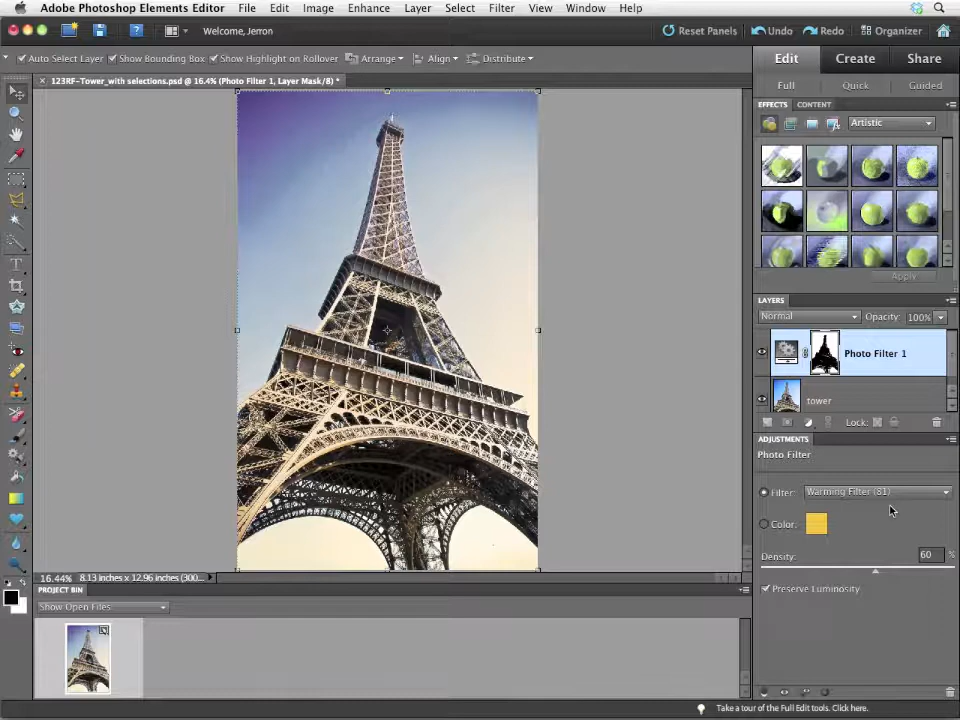 Adobe Photoshop Elements Editor File Edit Image Enhance Layer Select Filter View Window Help
Welcome, Jerron Reset Panels Undo Redo Organizer
Auto Select Layer Show Bounding Box Show Highlight on Rollover Arrange Align Distribute Edit Create Share
123RF-Tower_with selections.psd @ 16.4% (Photo Filter 1, Layer Mask/8) *
Full Quick Guided
EFFECTS CONTENT
Artistic
Apply
LAYERS
Normal Opacity: 100%
Photo Filter 1
tower
Lock:
ADJUSTMENTS
Photo Filter
Filter: Warming Filter (81)
Color:
Density: 60 %
Preserve Luminosity
16.44% 8.13 inches x 12.96 inches (300...
PROJECT BIN
Show Open Files
Take a tour of the Full Edit tools. Click here.